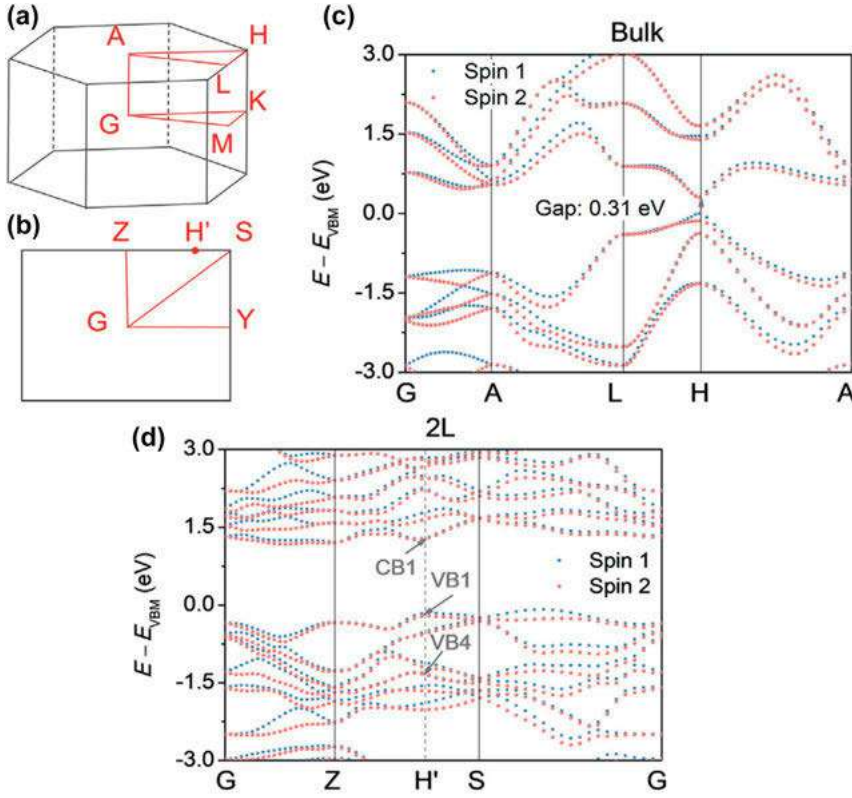 (a)
A
H
L
G
K
M
(b)
Z
H'
S
G
Y
(c)
Bulk
Spin 1
Spin 2
Gap: 0.31 eV
E − E_VBM (eV)
3.0
1.5
0.0
-1.5
-3.0
G
A
L
H
A
(d)
2L
CB1
VB1
VB4
Spin 1
Spin 2
E − E_VBM (eV)
3.0
1.5
0.0
-1.5
-3.0
G
Z
H'
S
G